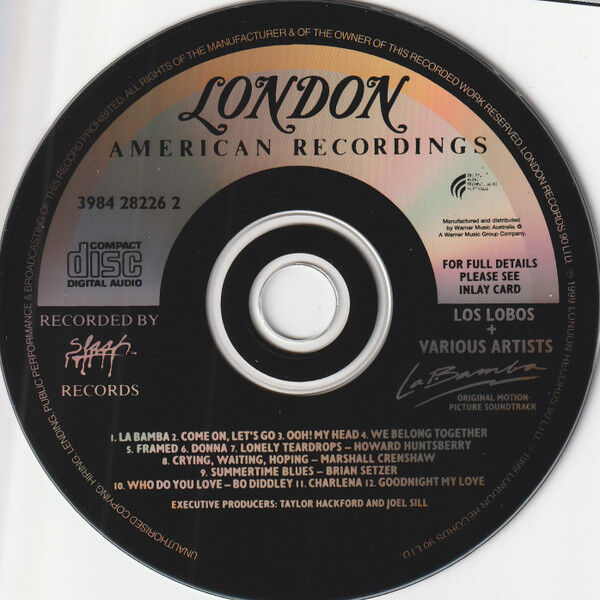 UNAUTHORISED COPYING, HIRING, LENDING, PUBLIC PERFORMANCE & BROADCASTING OF THIS RECORD PROHIBITED. ALL RIGHTS OF THE MANUFACTURER & OF THE OWNER OF THIS RECORDED WORK RESERVED. LONDON RECORDS 90 LTD. ℗ 1999 LONDON RECORDS 90 LTD. © 1999 LONDON RECORDS 90 LTD.
LONDON
AMERICAN RECORDINGS
3984 28226 2
COMPACT
disc
DIGITAL AUDIO
Manufactured and distributed
by Warner Music Australia
A Warner Music Group Company.
FOR FULL DETAILS
PLEASE SEE
INLAY CARD
RECORDED BY
slash
RECORDS
LOS LOBOS
+
VARIOUS ARTISTS
La Bamba
ORIGINAL MOTION
PICTURE SOUNDTRACK
1. LA BAMBA 2. COME ON, LET'S GO 3. OOH! MY HEAD 4. WE BELONG TOGETHER
5. FRAMED 6. DONNA 7. LONELY TEARDROPS – HOWARD HUNTSBERRY
8. CRYING, WAITING, HOPING – MARSHALL CRENSHAW
9. SUMMERTIME BLUES – BRIAN SETZER
10. WHO DO YOU LOVE – BO DIDDLEY 11. CHARLENA 12. GOODNIGHT MY LOVE
EXECUTIVE PRODUCERS: TAYLOR HACKFORD AND JOEL SILL